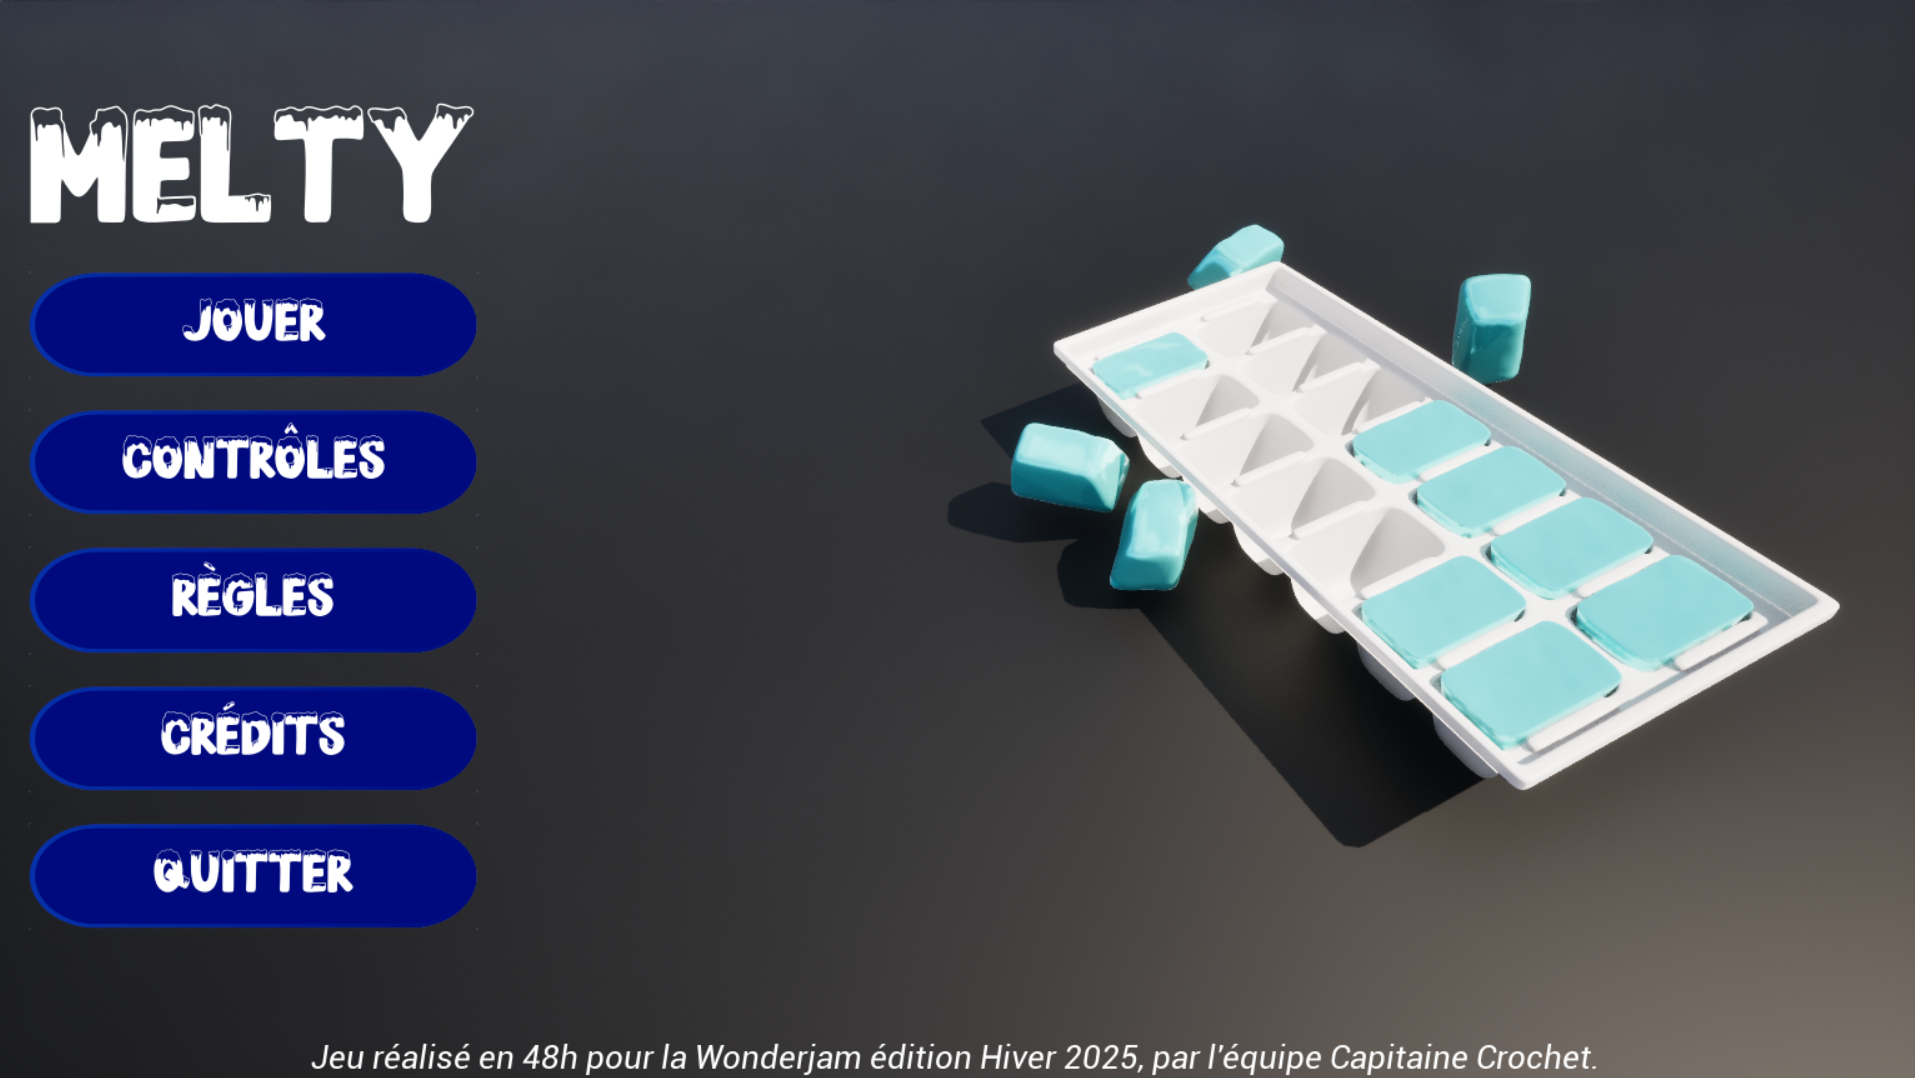 MELTY
JOUER
CONTRÔLES
RÈGLES
CRÉDITS
QUITTER
Jeu réalisé en 48h pour la Wonderjam édition Hiver 2025, par l'équipe Capitaine Crochet.